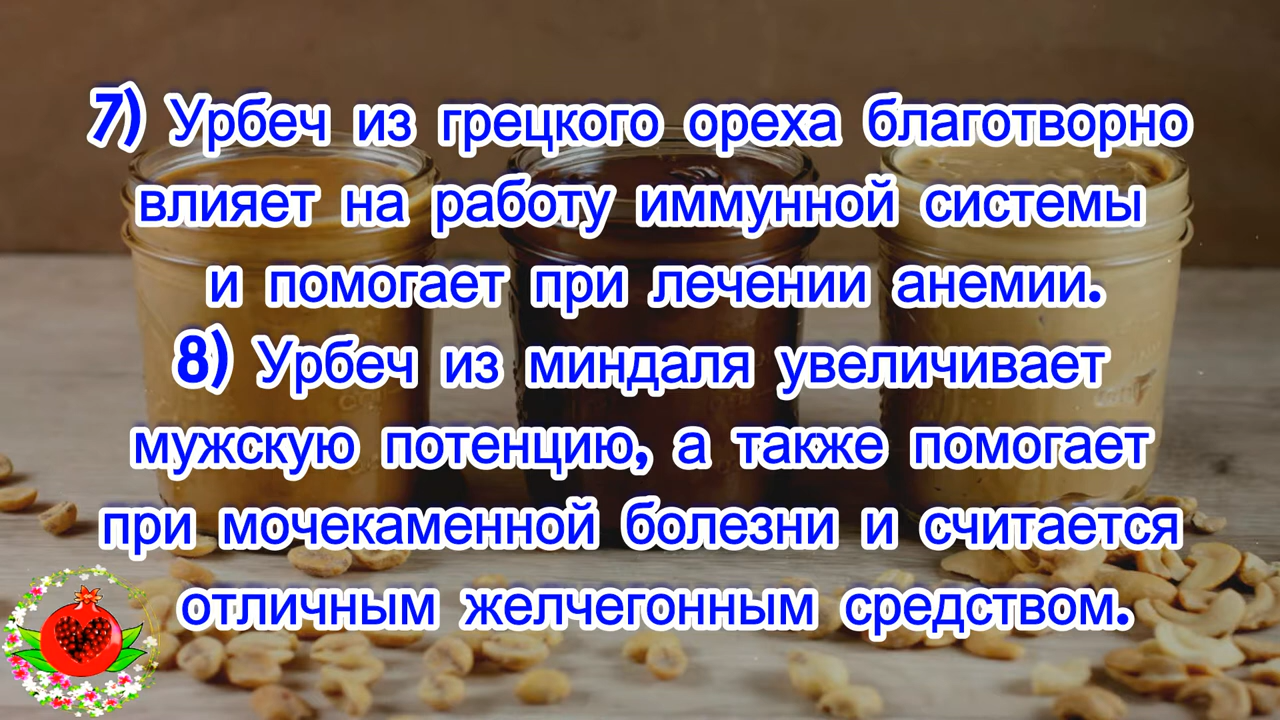 7) Урбеч из грецкого ореха благотворно
влияет на работу иммунной системы
и помогает при лечении анемии.
8) Урбеч из миндаля увеличивает
мужскую потенцию, а также помогает
при мочекаменной болезни и считается
отличным желчегонным средством.